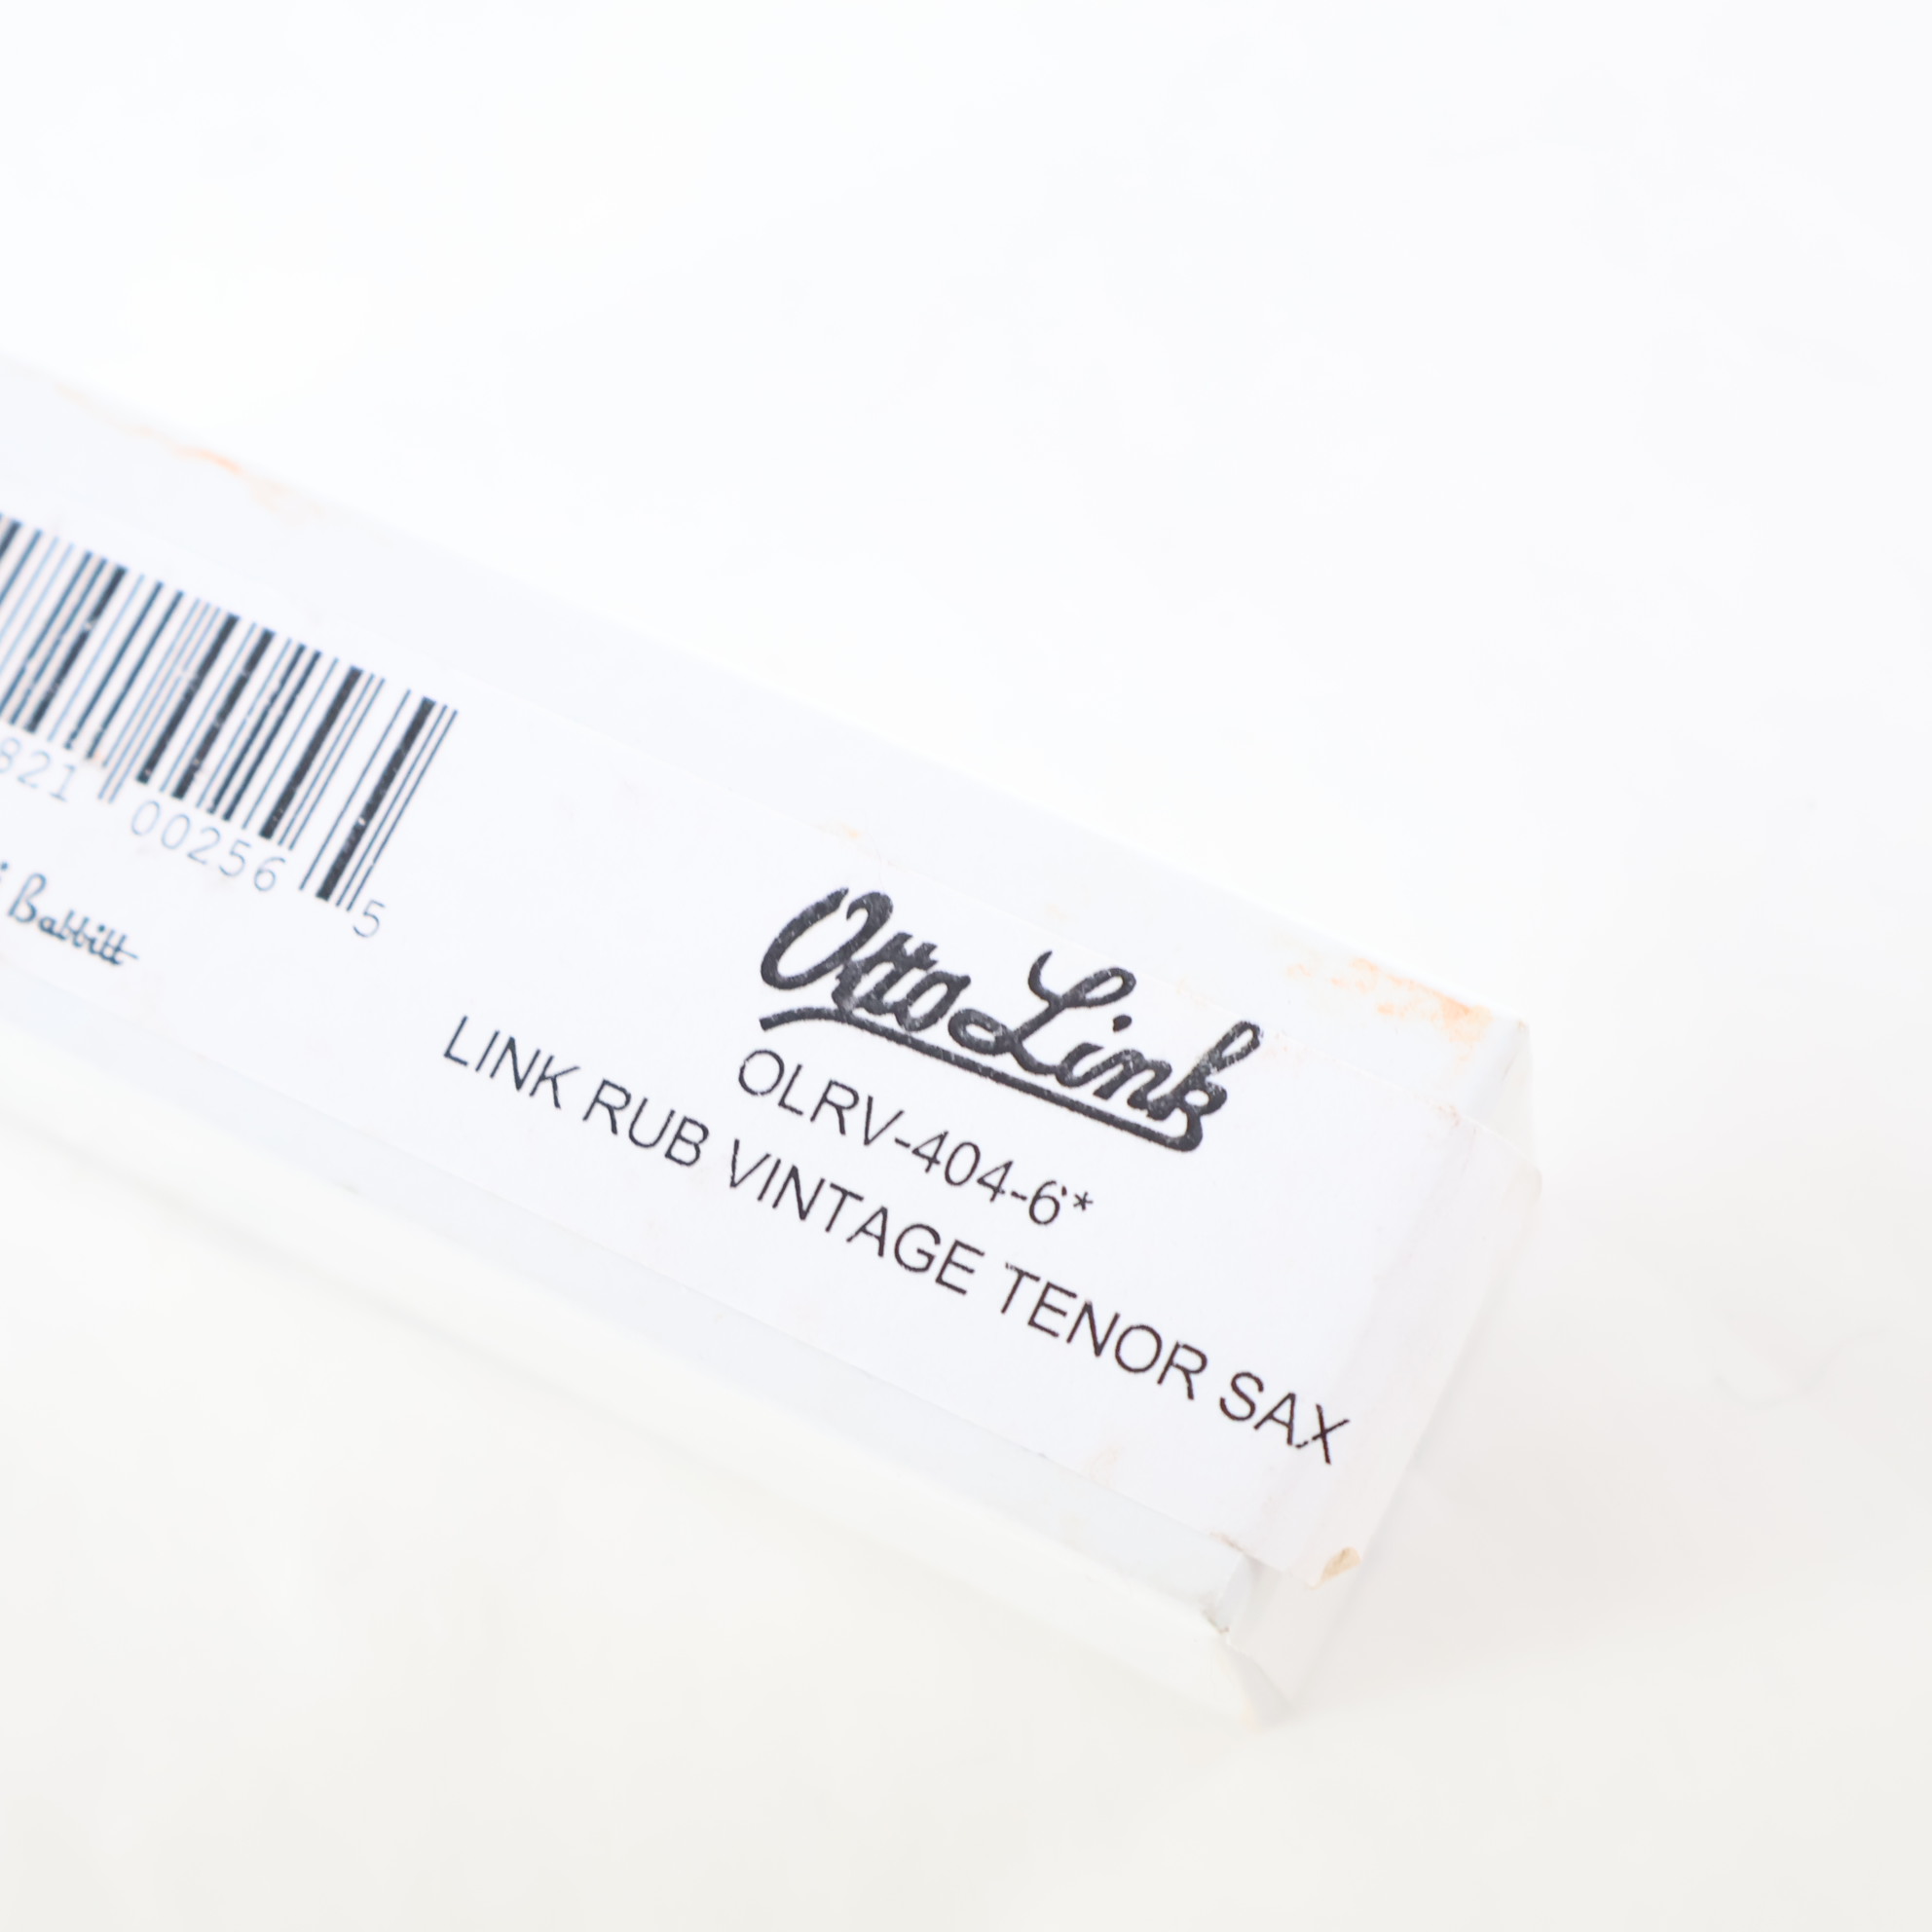 821 00256 5
Babbitt
Otto Link
OLRV-404-6*
LINK RUB VINTAGE TENOR SAX